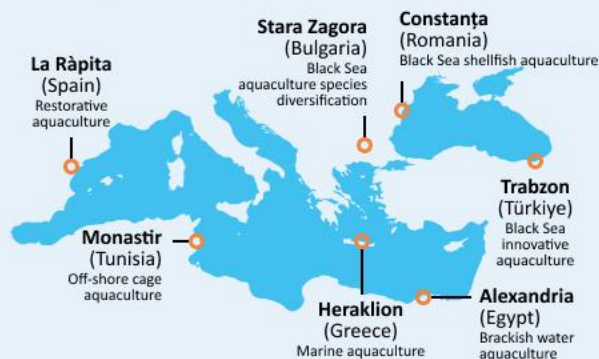 Stara Zagora
(Bulgaria)
Black Sea
aquaculture species
diversification
Constanța
(Romania)
Black Sea shellfish aquaculture
La Ràpita
(Spain)
Restorative
aquaculture
Trabzon
(Türkiye)
Black Sea
innovative
aquaculture
Monastir
(Tunisia)
Off-shore cage
aquaculture
Heraklion
(Greece)
Marine aquaculture
Alexandria
(Egypt)
Brackish water
aquaculture